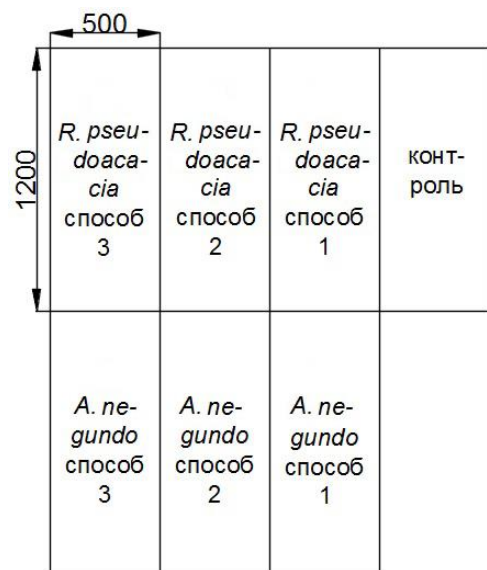 500
1200
R. pseu-
doaca-
cia
способ
3
R. pseu-
doaca-
cia
способ
2
R. pseu-
doaca-
cia
способ
1
конт-
роль
A. ne-
gundo
способ
3
A. ne-
gundo
способ
2
A. ne-
gundo
способ
1